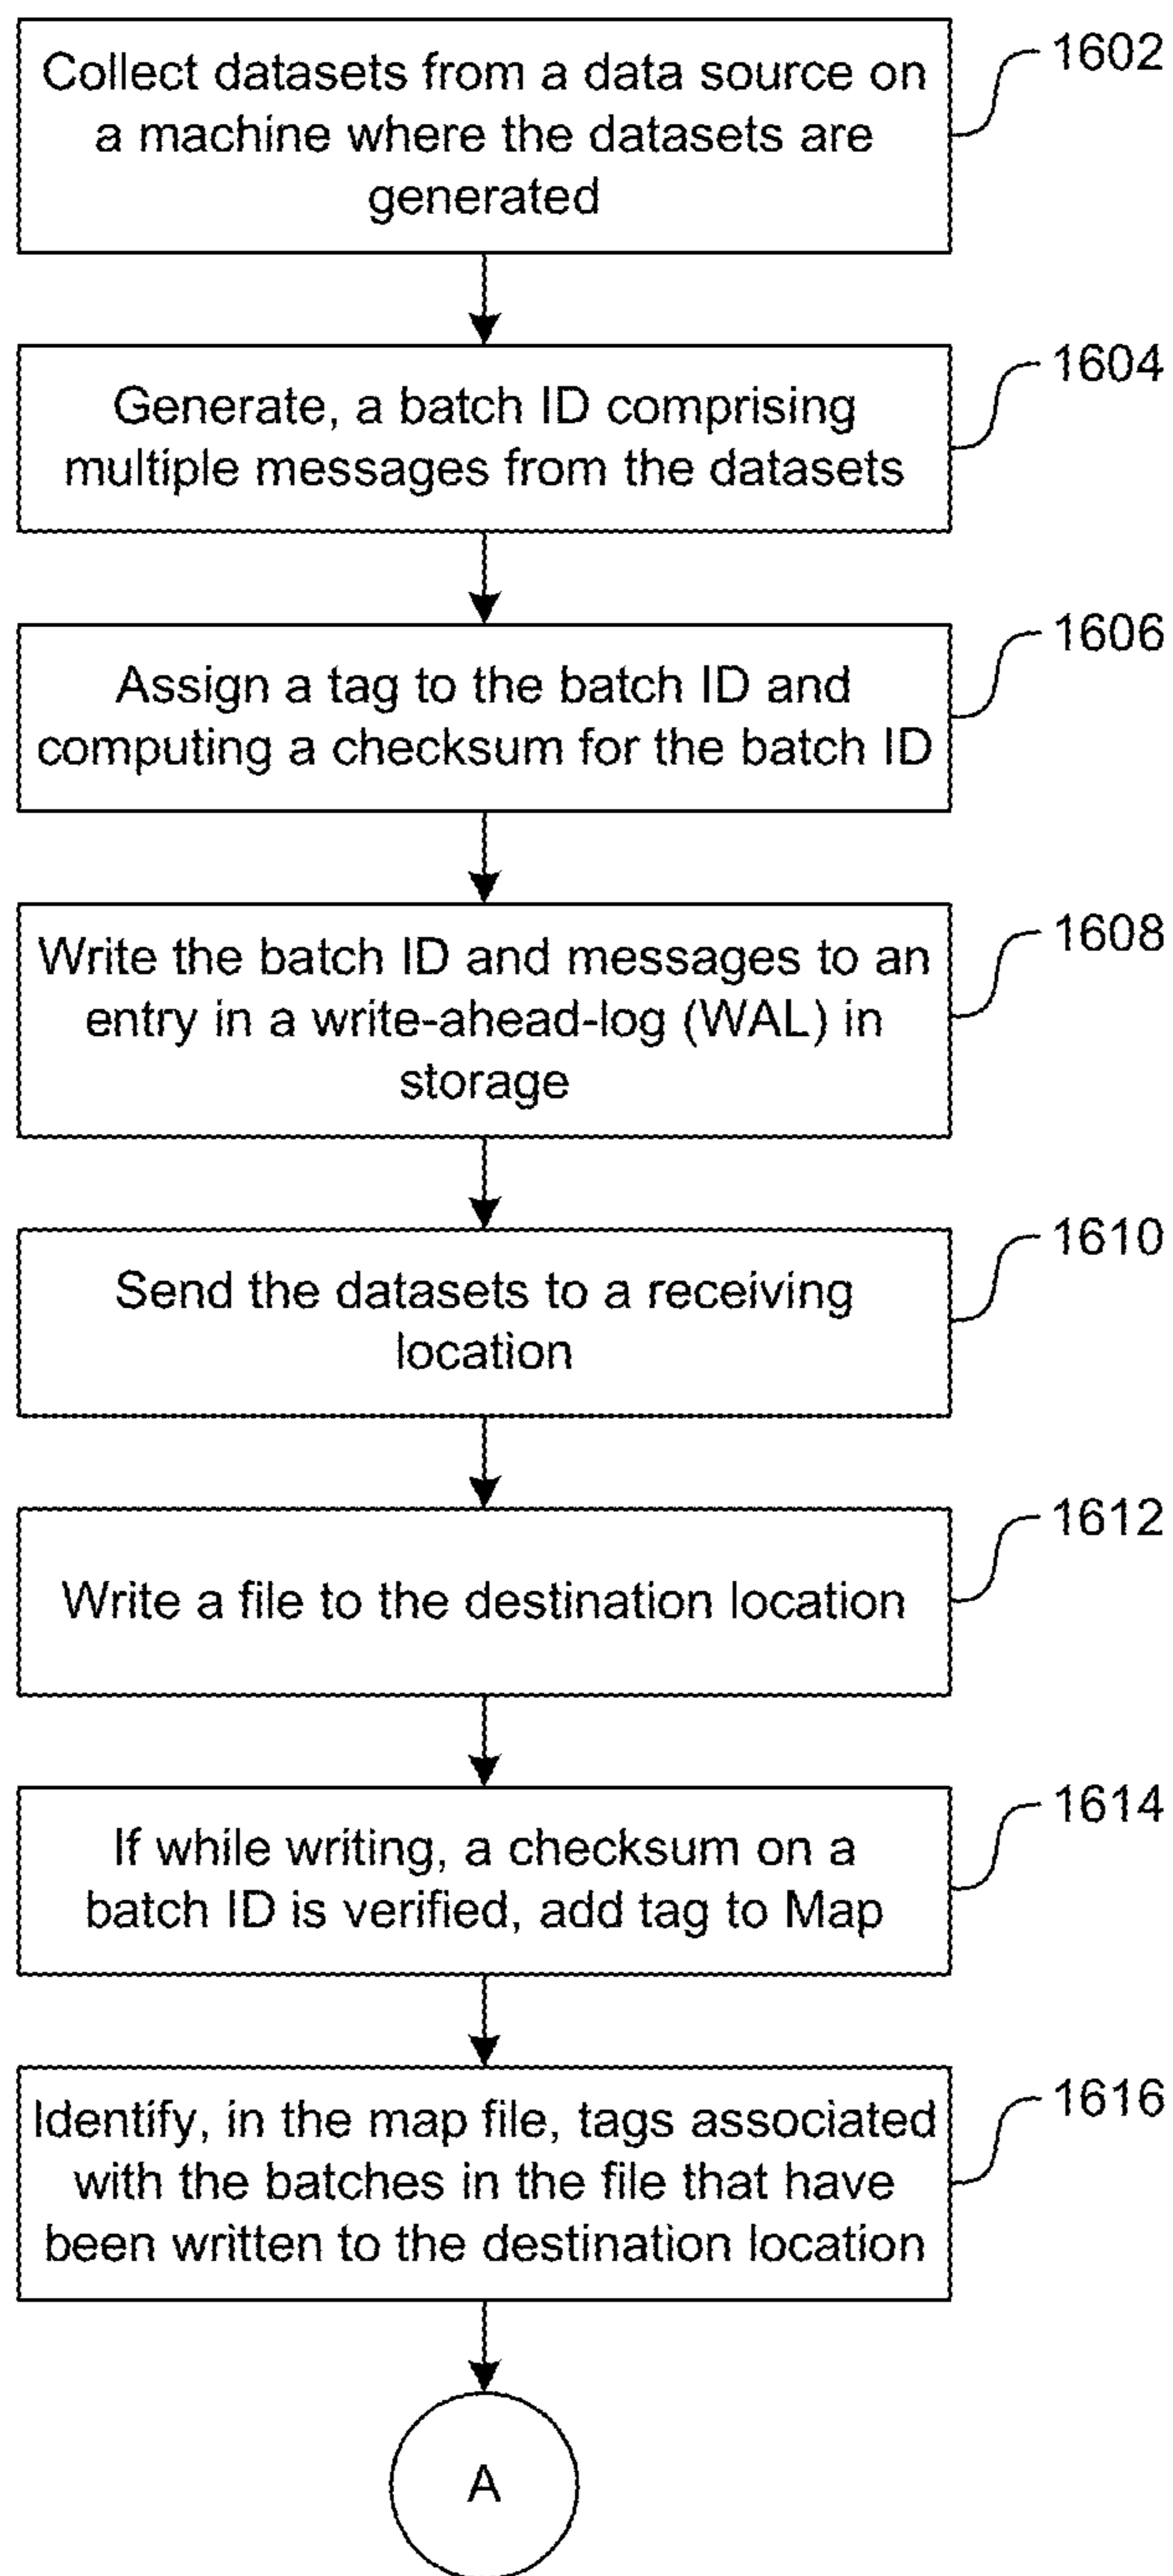 Collect datasets from a data source on
a machine where the datasets are
generated
1602
Generate, a batch ID comprising
multiple messages from the datasets
1604
Assign a tag to the batch ID and
computing a checksum for the batch ID
1606
Write the batch ID and messages to an
entry in a write-ahead-log (WAL) in
storage
1608
Send the datasets to a receiving
location
1610
Write a file to the destination location
1612
If while writing, a checksum on a
batch ID is verified, add tag to Map
1614
Identify, in the map file, tags associated
with the batches in the file that have
been written to the destination location
1616
A